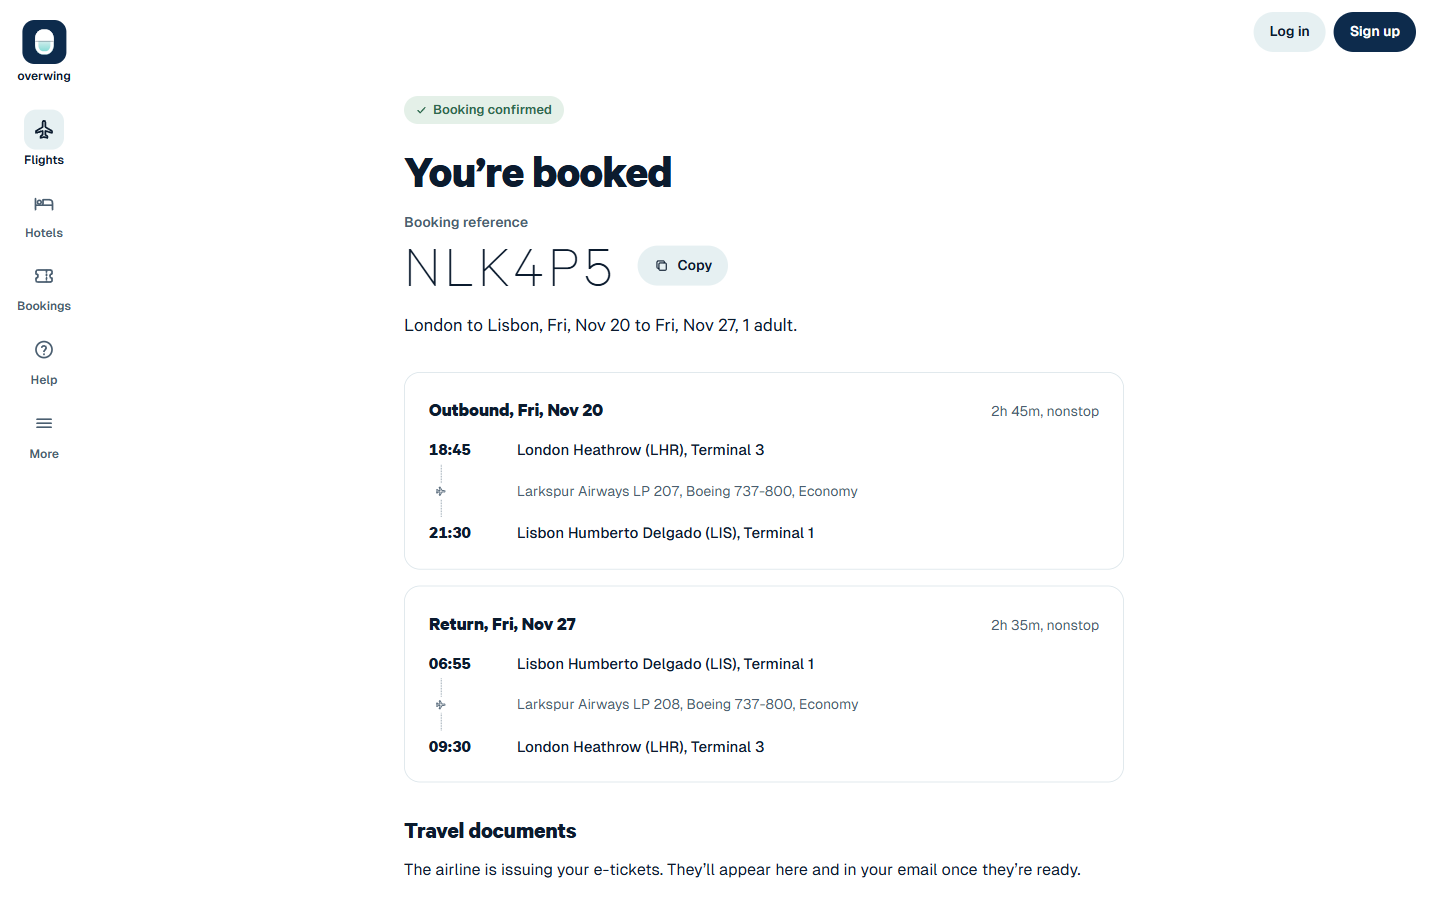 overwing
Flights
Hotels
Bookings
Help
More
Log in
Sign up
Booking confirmed
You’re booked
Booking reference
NLK4P5
Copy
London to Lisbon, Fri, Nov 20 to Fri, Nov 27, 1 adult.
Outbound, Fri, Nov 20
2h 45m, nonstop
18:45 London Heathrow (LHR), Terminal 3
Larkspur Airways LP 207, Boeing 737-800, Economy
21:30 Lisbon Humberto Delgado (LIS), Terminal 1
Return, Fri, Nov 27
2h 35m, nonstop
06:55 Lisbon Humberto Delgado (LIS), Terminal 1
Larkspur Airways LP 208, Boeing 737-800, Economy
09:30 London Heathrow (LHR), Terminal 3
Travel documents
The airline is issuing your e-tickets. They’ll appear here and in your email once they’re ready.